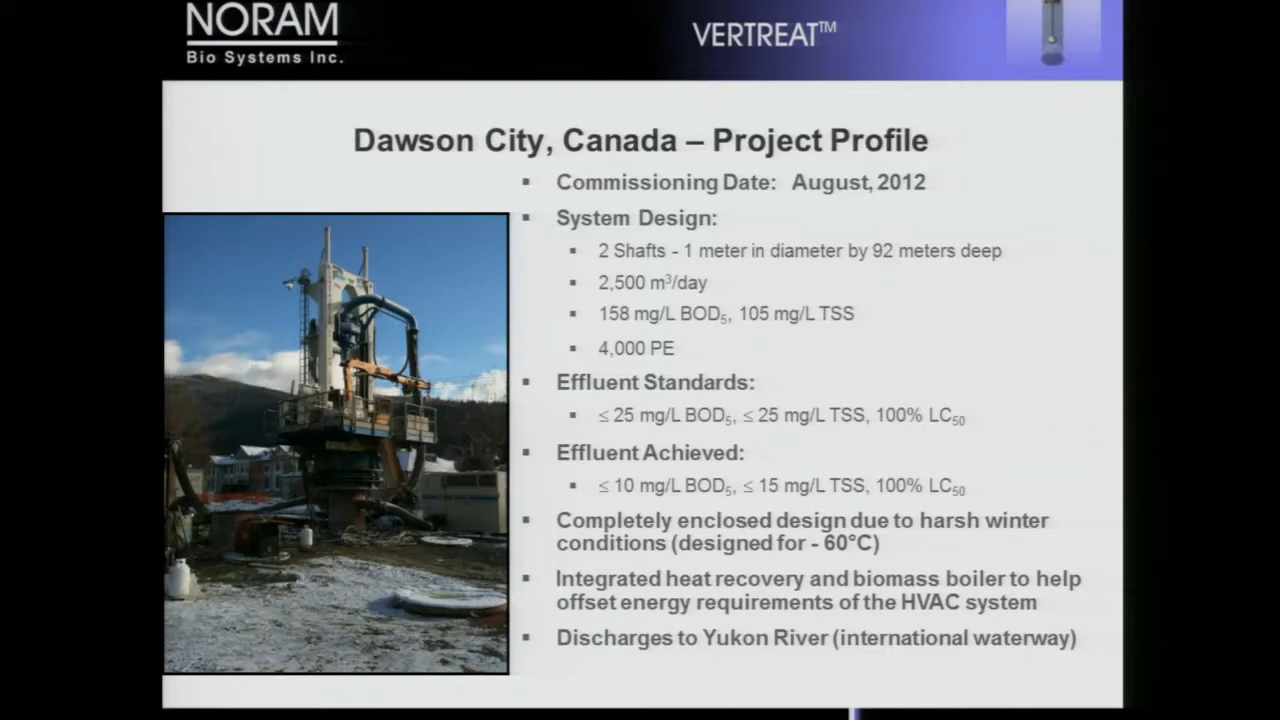 NORAM
Bio Systems Inc.
VERTREAT™
Dawson City, Canada – Project Profile
▪ Commissioning Date: August, 2012
▪ System Design:
▪ 2 Shafts - 1 meter in diameter by 92 meters deep
▪ 2,500 m³/day
▪ 158 mg/L BOD₅, 105 mg/L TSS
▪ 4,000 PE
▪ Effluent Standards:
▪ ≤ 25 mg/L BOD₅, ≤ 25 mg/L TSS, 100% LC₅₀
▪ Effluent Achieved:
▪ ≤ 10 mg/L BOD₅, ≤ 15 mg/L TSS, 100% LC₅₀
▪ Completely enclosed design due to harsh winter
conditions (designed for - 60°C)
▪ Integrated heat recovery and biomass boiler to help
offset energy requirements of the HVAC system
▪ Discharges to Yukon River (international waterway)